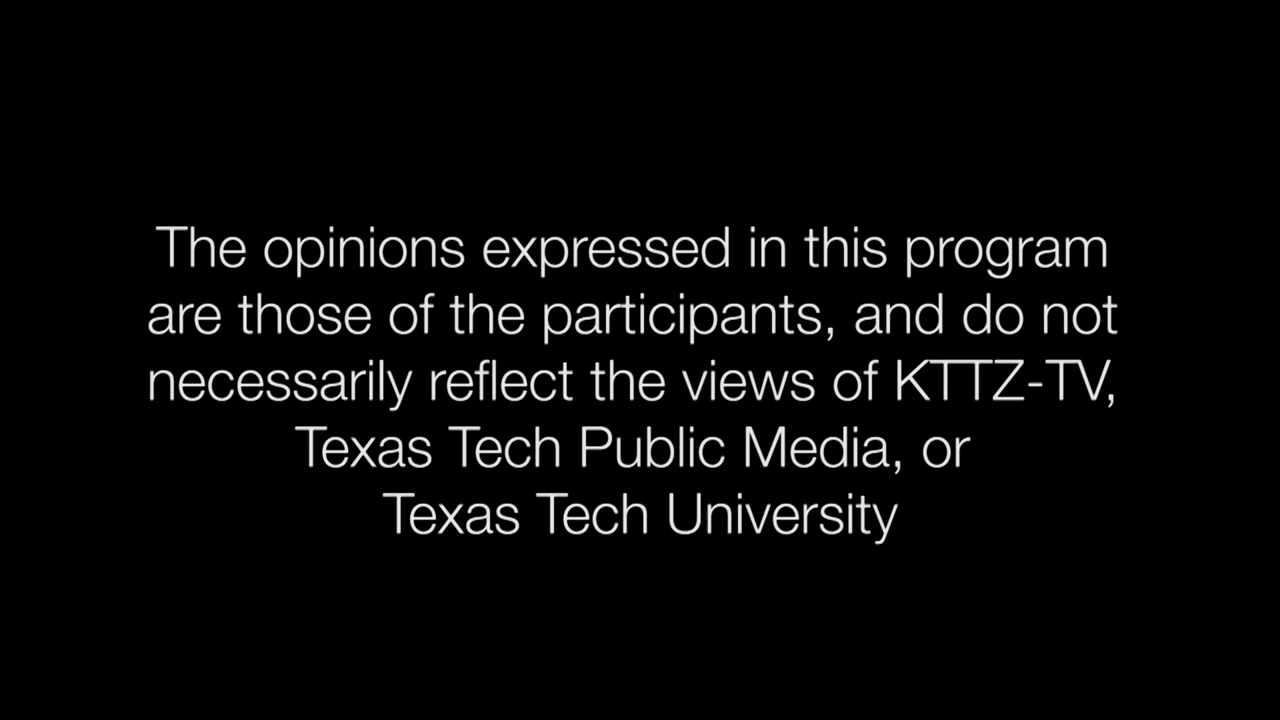 The opinions expressed in this program
are those of the participants, and do not
necessarily reflect the views of KTTZ-TV,
Texas Tech Public Media, or
Texas Tech University